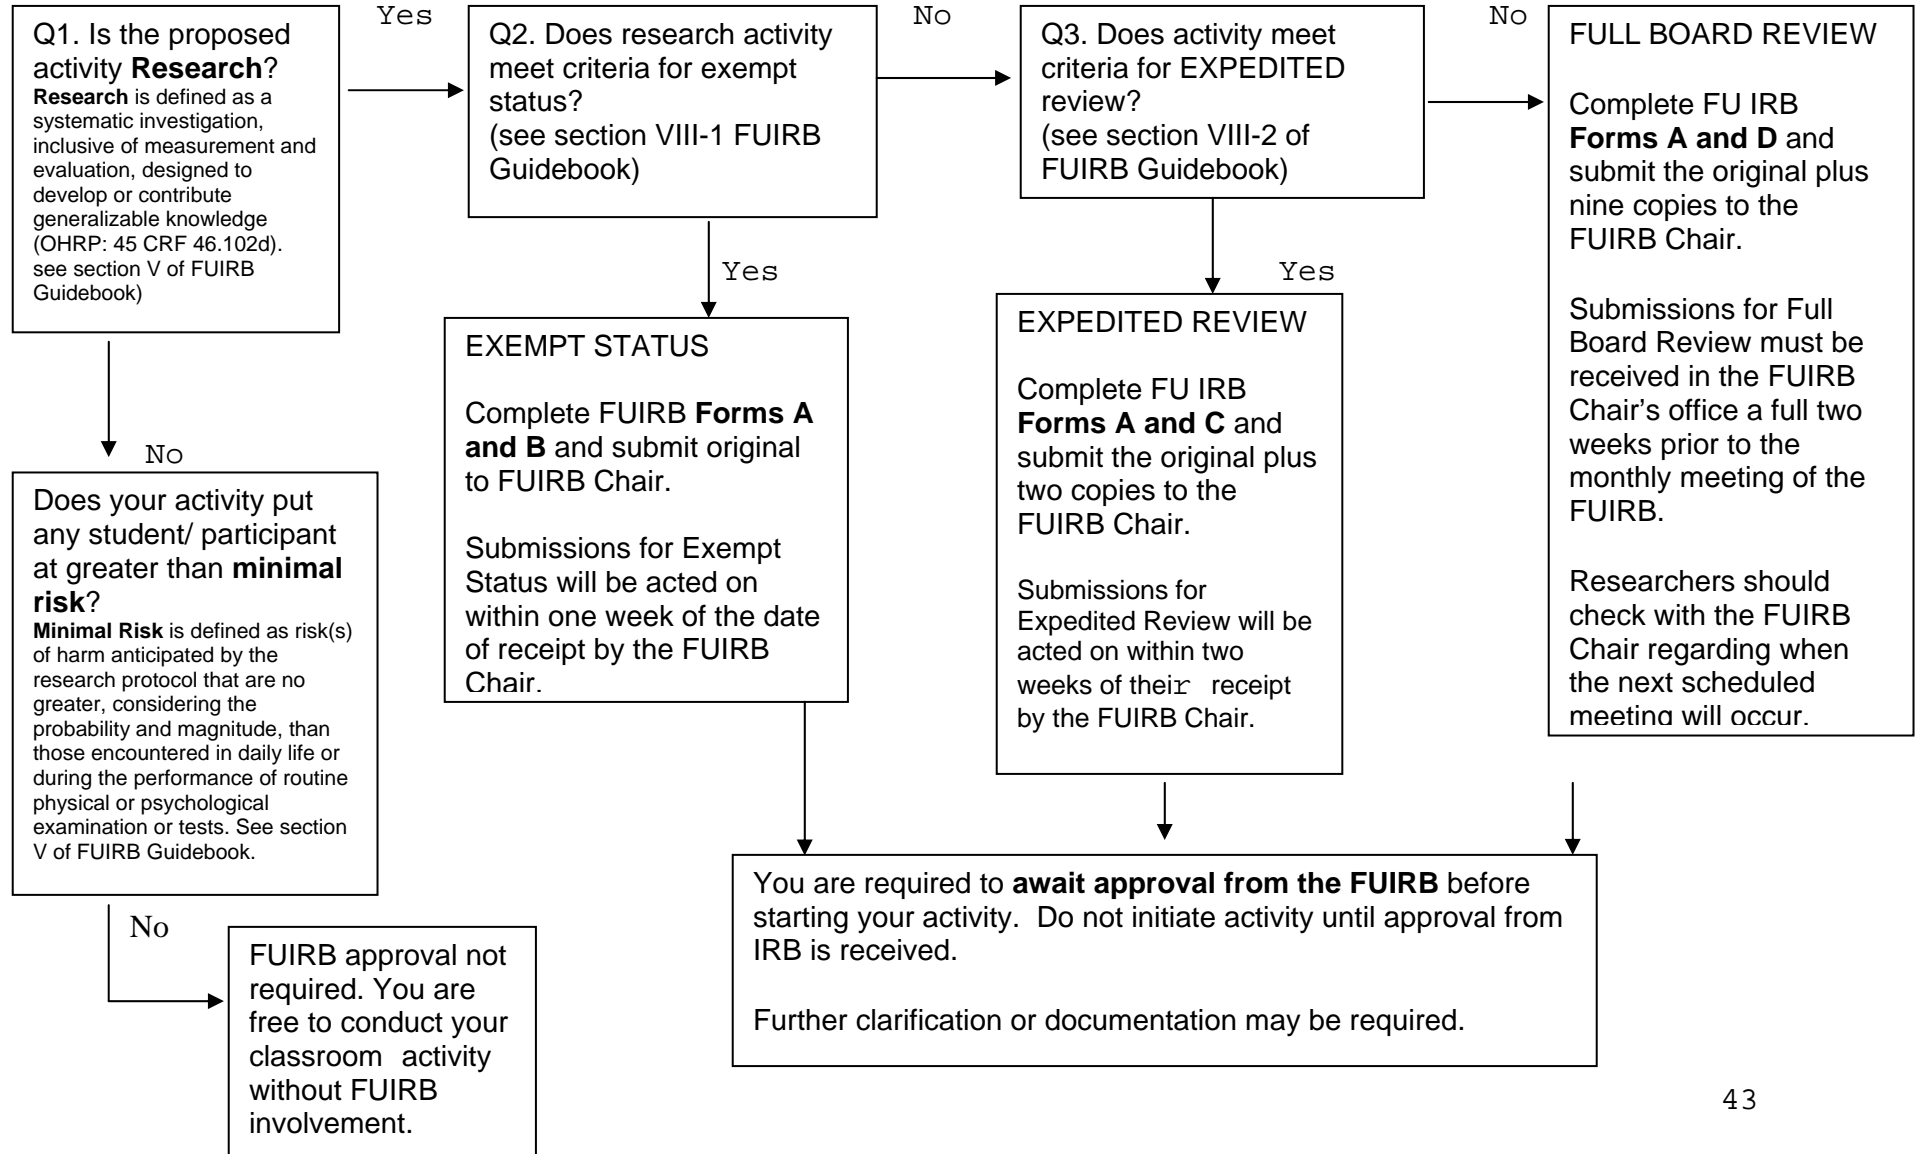 Yes
No
No
Q1. Is the proposed
activity Research?
Research is defined as a
systematic investigation,
inclusive of measurement and
evaluation, designed to
develop or contribute
generalizable knowledge
(OHRP: 45 CRF 46.102d).
see section V of FUIRB
Guidebook)
Q2. Does research activity
meet criteria for exempt
status?
(see section VIII-1 FUIRB
Guidebook)
Q3. Does activity meet
criteria for EXPEDITED
review?
(see section VIII-2 of
FUIRB Guidebook)
FULL BOARD REVIEW
Complete FU IRB
Forms A and D and
submit the original plus
nine copies to the
FUIRB Chair.
Submissions for Full
Board Review must be
received in the FUIRB
Chair's office a full two
weeks prior to the
monthly meeting of the
FUIRB.
Researchers should
check with the FUIRB
Chair regarding when
the next scheduled
meeting will occur.
Yes
Yes
EXEMPT STATUS
Complete FUIRB Forms A
and B and submit original
to FUIRB Chair.
Submissions for Exempt
Status will be acted on
within one week of the date
of receipt by the FUIRB
Chair.
EXPEDITED REVIEW
Complete FU IRB
Forms A and C and
submit the original plus
two copies to the
FUIRB Chair.
Submissions for
Expedited Review will be
acted on within two
weeks of their receipt
by the FUIRB Chair.
No
Does your activity put
any student/ participant
at greater than minimal
risk?
Minimal Risk is defined as risk(s)
of harm anticipated by the
research protocol that are no
greater, considering the
probability and magnitude, than
those encountered in daily life or
during the performance of routine
physical or psychological
examination or tests. See section
V of FUIRB Guidebook.
No
FUIRB approval not
required. You are
free to conduct your
classroom activity
without FUIRB
involvement.
You are required to await approval from the FUIRB before
starting your activity. Do not initiate activity until approval from
IRB is received.
Further clarification or documentation may be required.
43